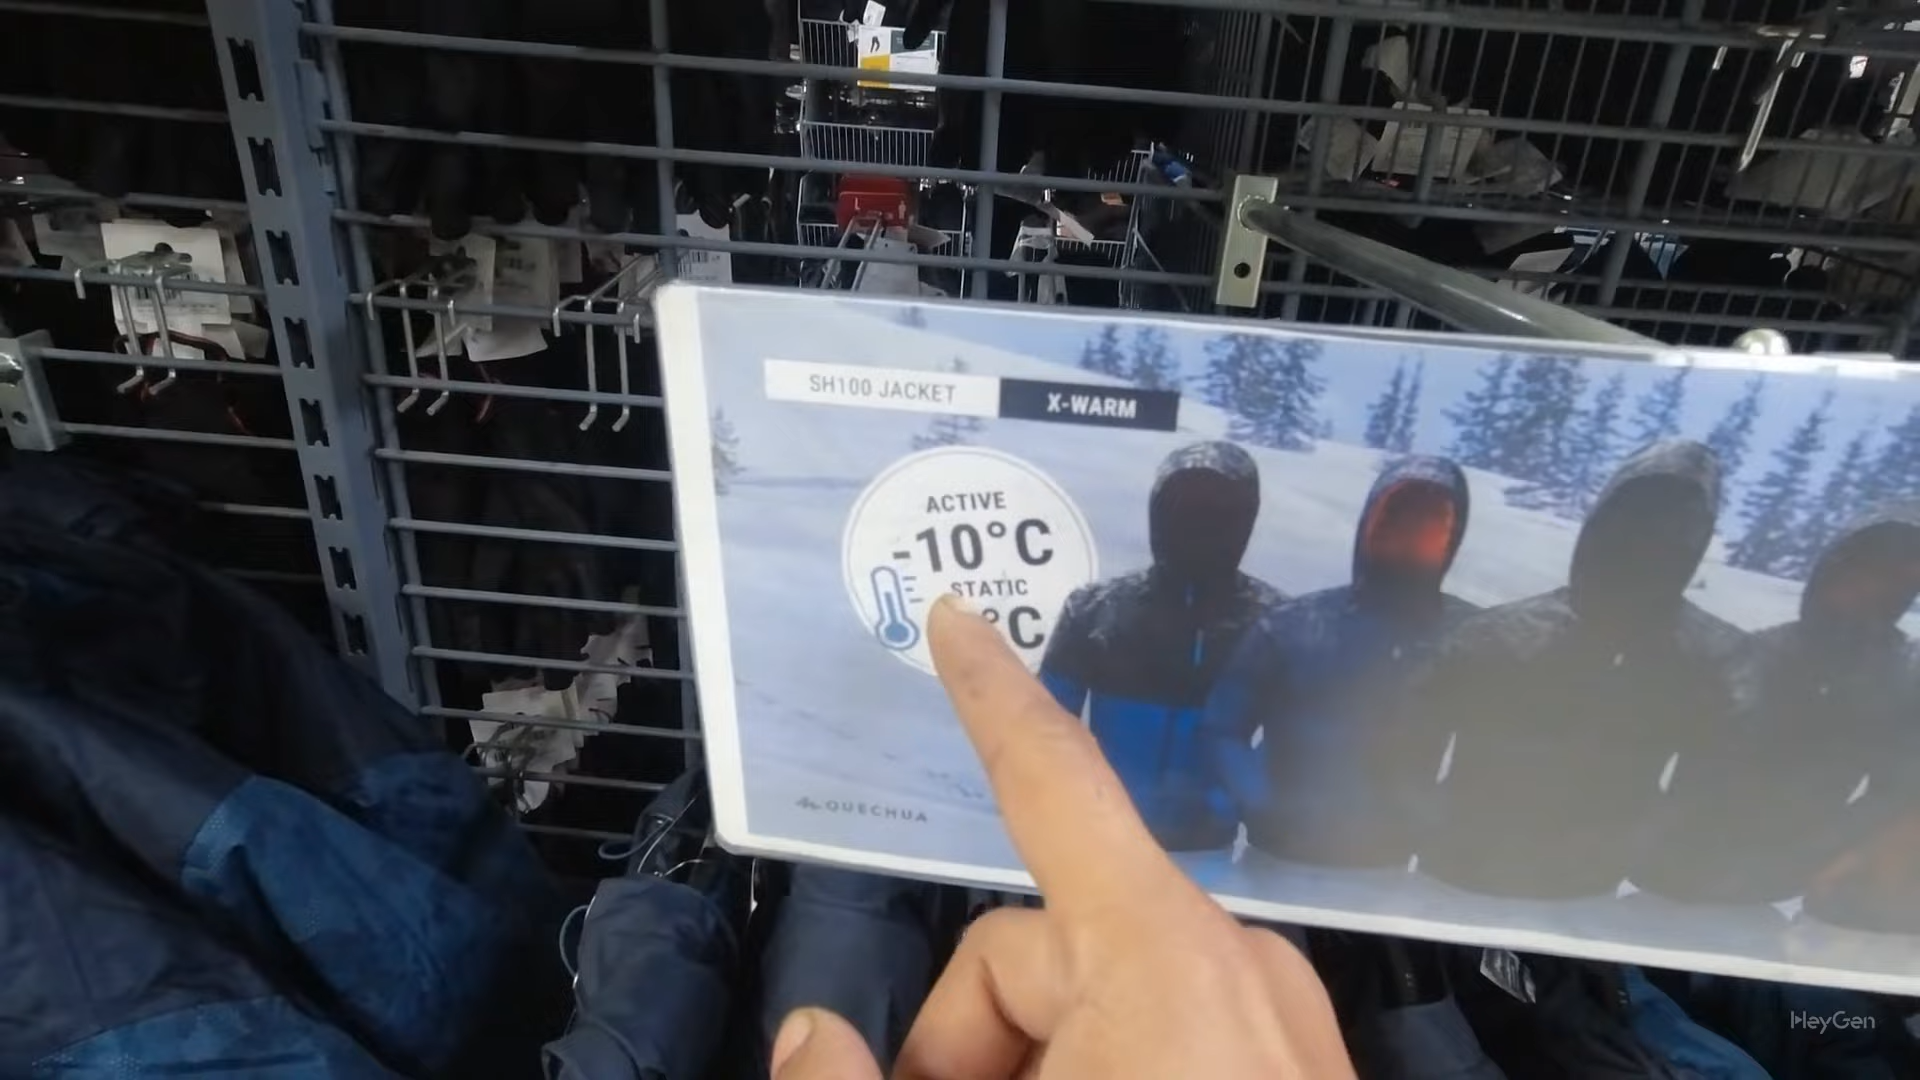 SH100 JACKET
X-WARM
ACTIVE
-10°C
STATIC
°C
QUECHUA
HeyGen